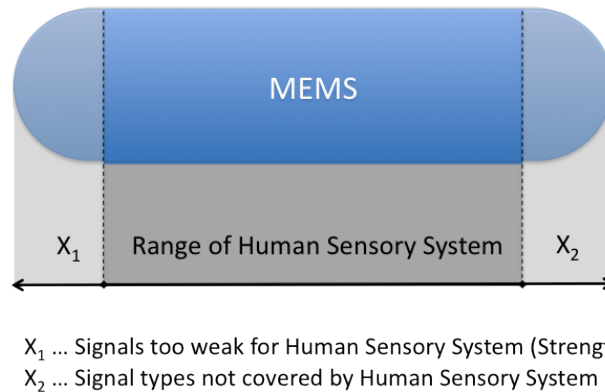 MEMS
X₁ Range of Human Sensory System X₂
X₁ ... Signals too weak for Human Sensory System
X₂ ... Signal types not covered by Human Sensory System